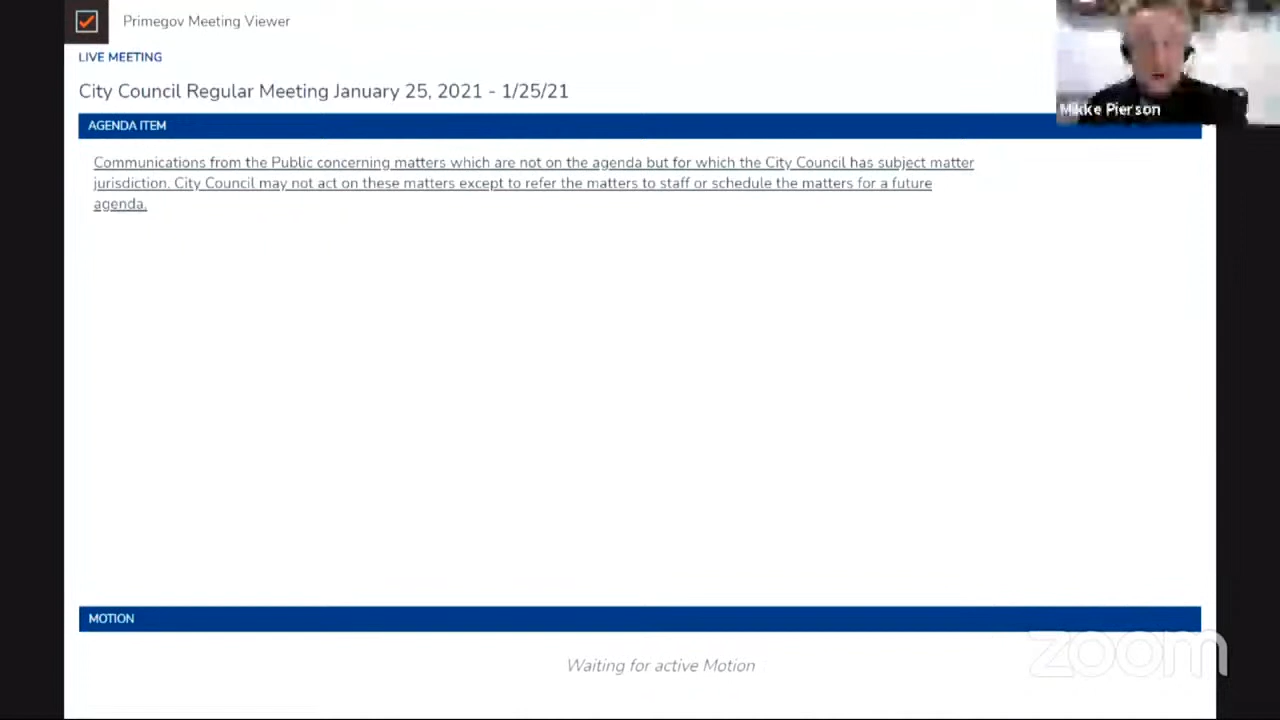 Primegov Meeting Viewer
LIVE MEETING
City Council Regular Meeting January 25, 2021 - 1/25/21
Mikke Pierson
AGENDA ITEM
Communications from the Public concerning matters which are not on the agenda but for which the City Council has subject matter
jurisdiction. City Council may not act on these matters except to refer the matters to staff or schedule the matters for a future
agenda.
MOTION
Waiting for active Motion
zoom